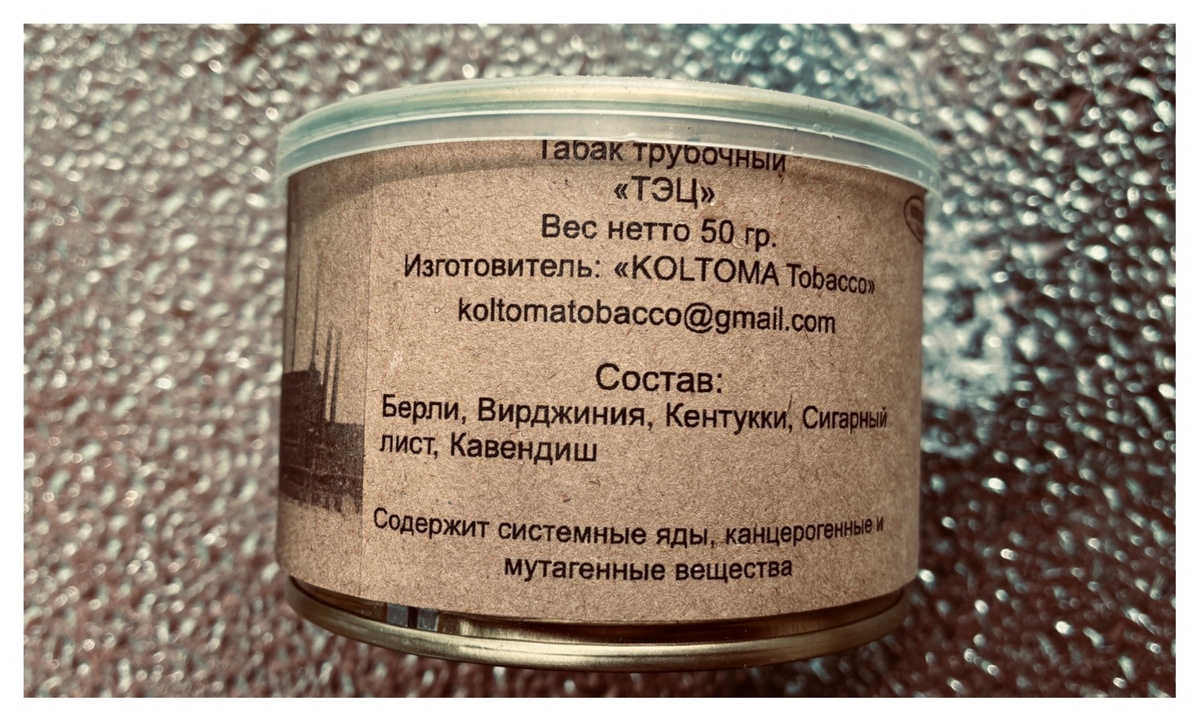 Табак трубочный
«ТЭЦ»
Вес нетто 50 гр.
Изготовитель: «KOLTOMA Tobacco»
koltomatobacco@gmail.com
Состав:
Берли, Вирджиния, Кентукки, Сигарный
лист, Кавендиш
Содержит системные яды, канцерогенные и
мутагенные вещества